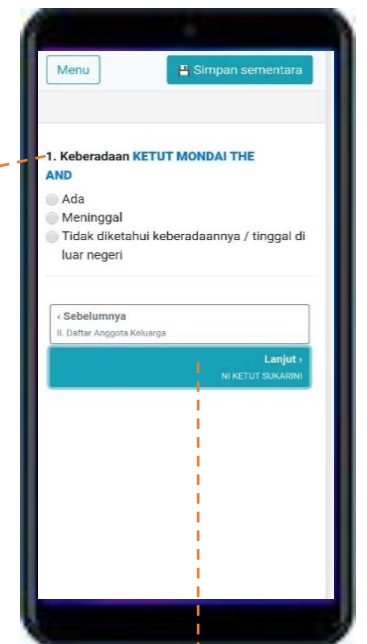 Menu
Simpan sementara
1. Keberadaan KETUT MONDAI THE
AND
Ada
Meninggal
Tidak diketahui keberadaannya / tinggal di
luar negeri
‹ Sebelumnya
II. Daftar Anggota Keluarga
Lanjut ›
NI KETUT SUKARINI